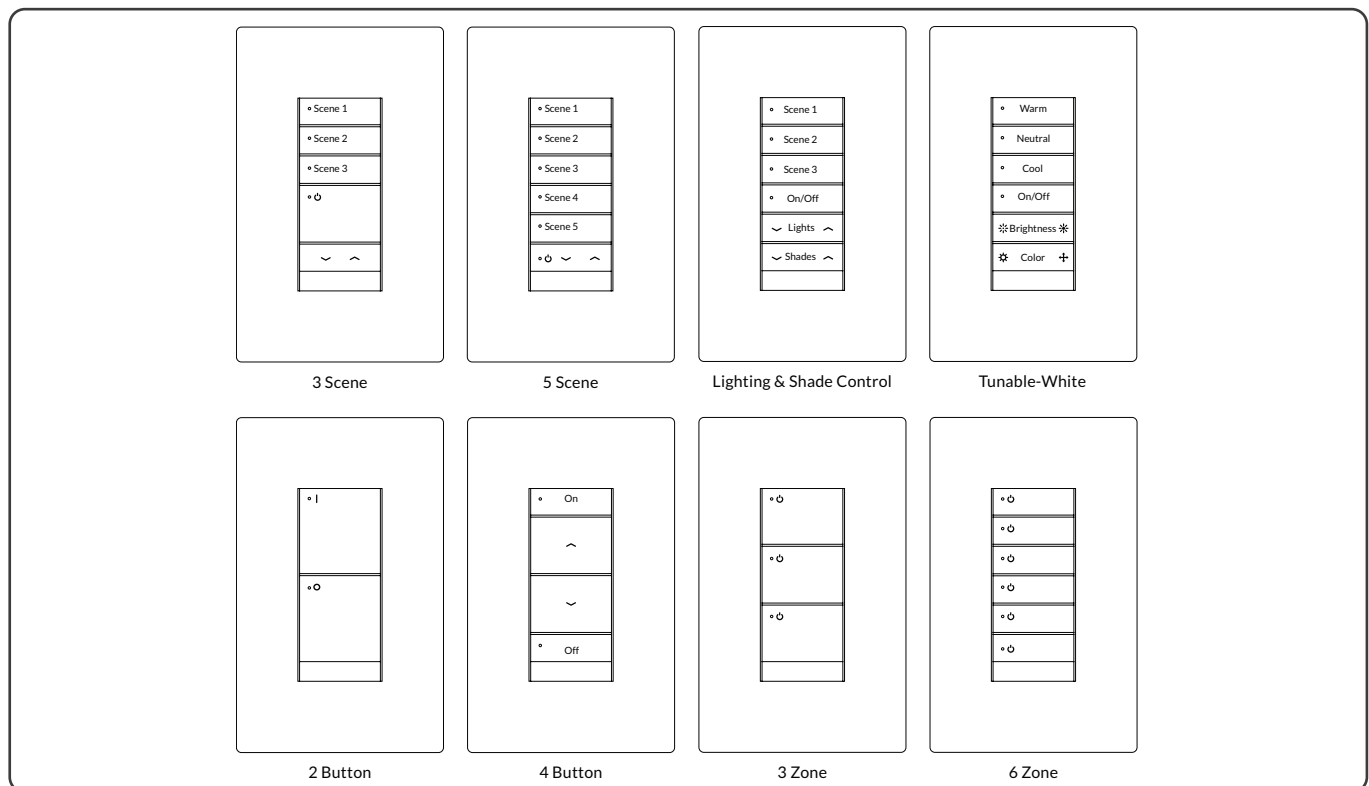 Scene 1
Scene 2
Scene 3
3 Scene
Scene 1
Scene 2
Scene 3
Scene 4
Scene 5
5 Scene
Scene 1
Scene 2
Scene 3
On/Off
Lights
Shades
Lighting & Shade Control
Warm
Neutral
Cool
On/Off
Brightness
Color
Tunable-White
2 Button
On
Off
4 Button
3 Zone
6 Zone